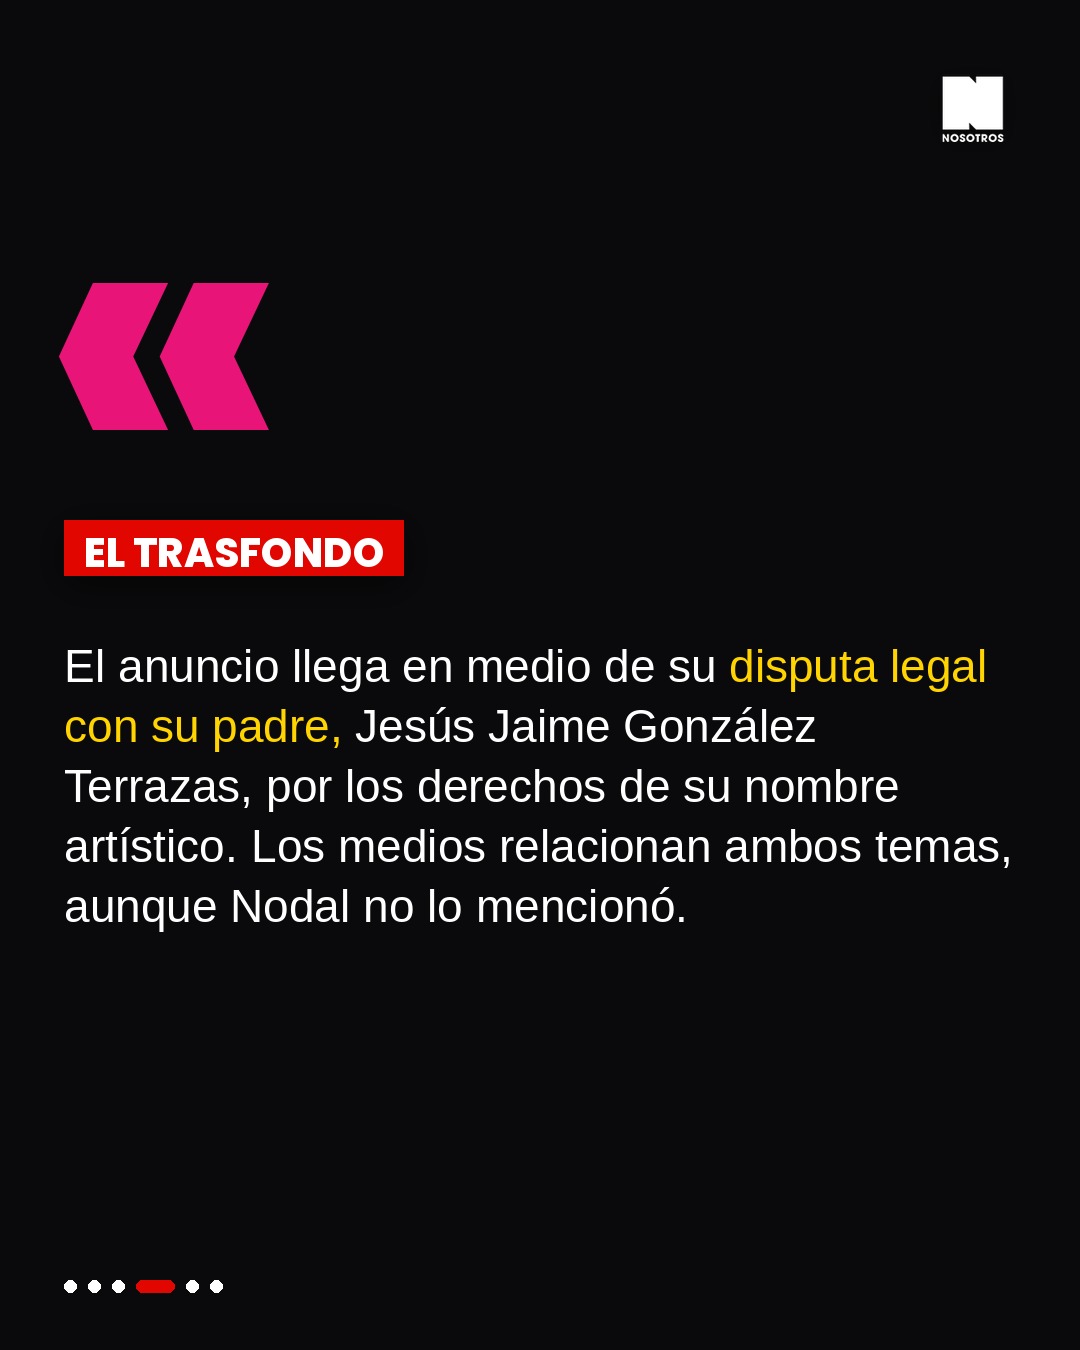 NOSOTROS
EL TRASFONDO
El anuncio llega en medio de su disputa legal
con su padre, Jesús Jaime González
Terrazas, por los derechos de su nombre
artístico. Los medios relacionan ambos temas,
aunque Nodal no lo mencionó.